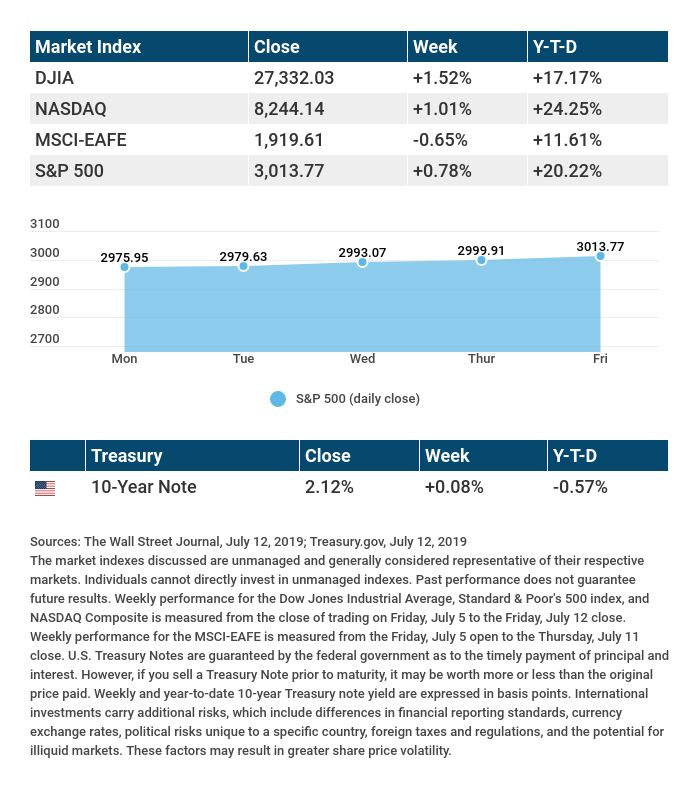 Market Index Close Week Y-T-D
DJIA 27,332.03 +1.52% +17.17%
NASDAQ 8,244.14 +1.01% +24.25%
MSCI-EAFE 1,919.61 -0.65% +11.61%
S&P 500 3,013.77 +0.78% +20.22%
3100
3000
2900
2800
2700
2975.95 2979.63 2993.07 2999.91 3013.77
Mon Tue Wed Thur Fri
S&P 500 (daily close)
Treasury Close Week Y-T-D
10-Year Note 2.12% +0.08% -0.57%
Sources: The Wall Street Journal, July 12, 2019; Treasury.gov, July 12, 2019
The market indexes discussed are unmanaged and generally considered representative of their respective
markets. Individuals cannot directly invest in unmanaged indexes. Past performance does not guarantee
future results. Weekly performance for the Dow Jones Industrial Average, Standard & Poor's 500 index, and
NASDAQ Composite is measured from the close of trading on Friday, July 5 to the Friday, July 12 close.
Weekly performance for the MSCI-EAFE is measured from the Friday, July 5 open to the Thursday, July 11
close. U.S. Treasury Notes are guaranteed by the federal government as to the timely payment of principal and
interest. However, if you sell a Treasury Note prior to maturity, it may be worth more or less than the original
price paid. Weekly and year-to-date 10-year Treasury note yield are expressed in basis points. International
investments carry additional risks, which include differences in financial reporting standards, currency
exchange rates, political risks unique to a specific country, foreign taxes and regulations, and the potential for
illiquid markets. These factors may result in greater share price volatility.